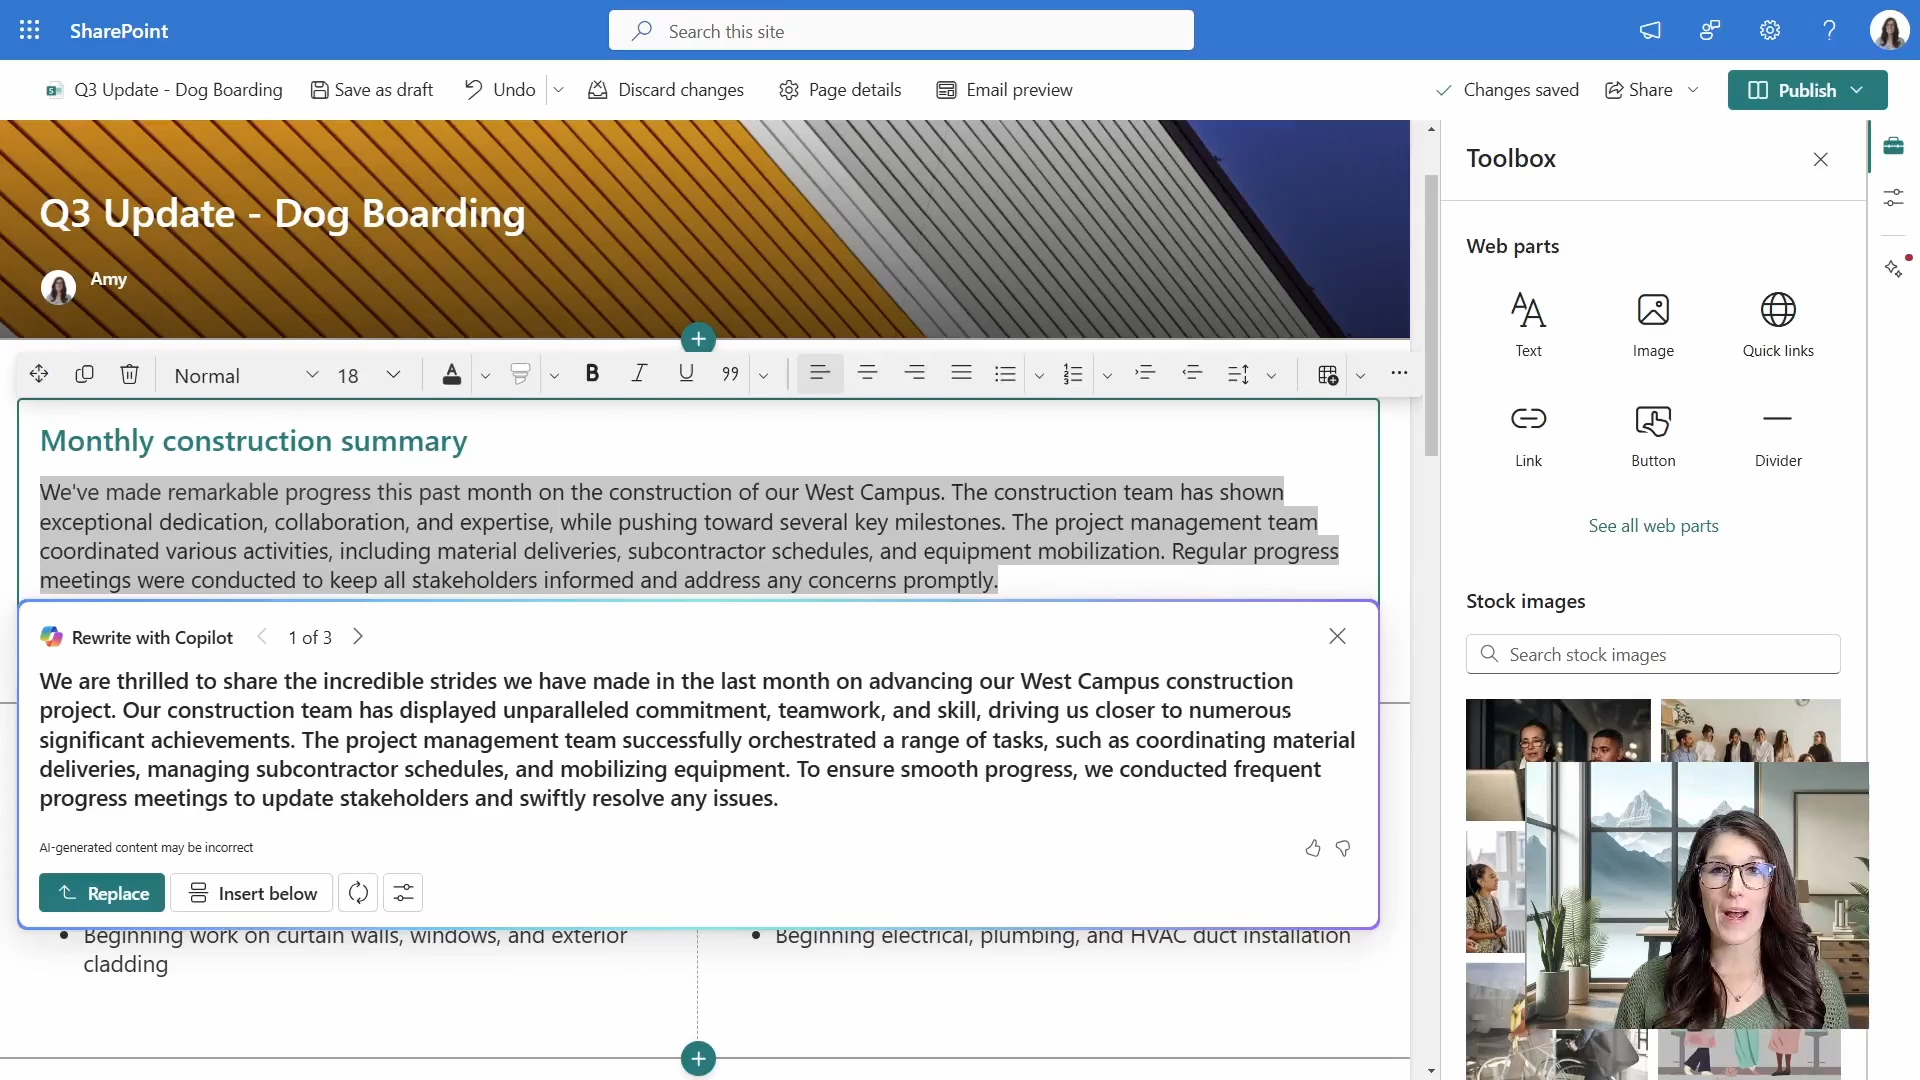 SharePoint
Search this site
Q3 Update - Dog Boarding
Save as draft
Undo
Discard changes
Page details
Email preview
Changes saved
Share
Publish
Q3 Update - Dog Boarding
Amy
Normal
18
Monthly construction summary
We've made remarkable progress this past month on the construction of our West Campus. The construction team has shown
exceptional dedication, collaboration, and expertise, while pushing toward several key milestones. The project management team
coordinated various activities, including material deliveries, subcontractor schedules, and equipment mobilization. Regular progress
meetings were conducted to keep all stakeholders informed and address any concerns promptly.
Rewrite with Copilot
1 of 3
We are thrilled to share the incredible strides we have made in the last month on advancing our West Campus construction
project. Our construction team has displayed unparalleled commitment, teamwork, and skill, driving us closer to numerous
significant achievements. The project management team successfully orchestrated a range of tasks, such as coordinating material
deliveries, managing subcontractor schedules, and mobilizing equipment. To ensure smooth progress, we conducted frequent
progress meetings to update stakeholders and swiftly resolve any issues.
AI-generated content may be incorrect
Replace
Insert below
Beginning work on curtain walls, windows, and exterior
cladding
Beginning electrical, plumbing, and HVAC duct installation
Toolbox
Web parts
Text
Image
Quick links
Link
Button
Divider
See all web parts
Stock images
Search stock images